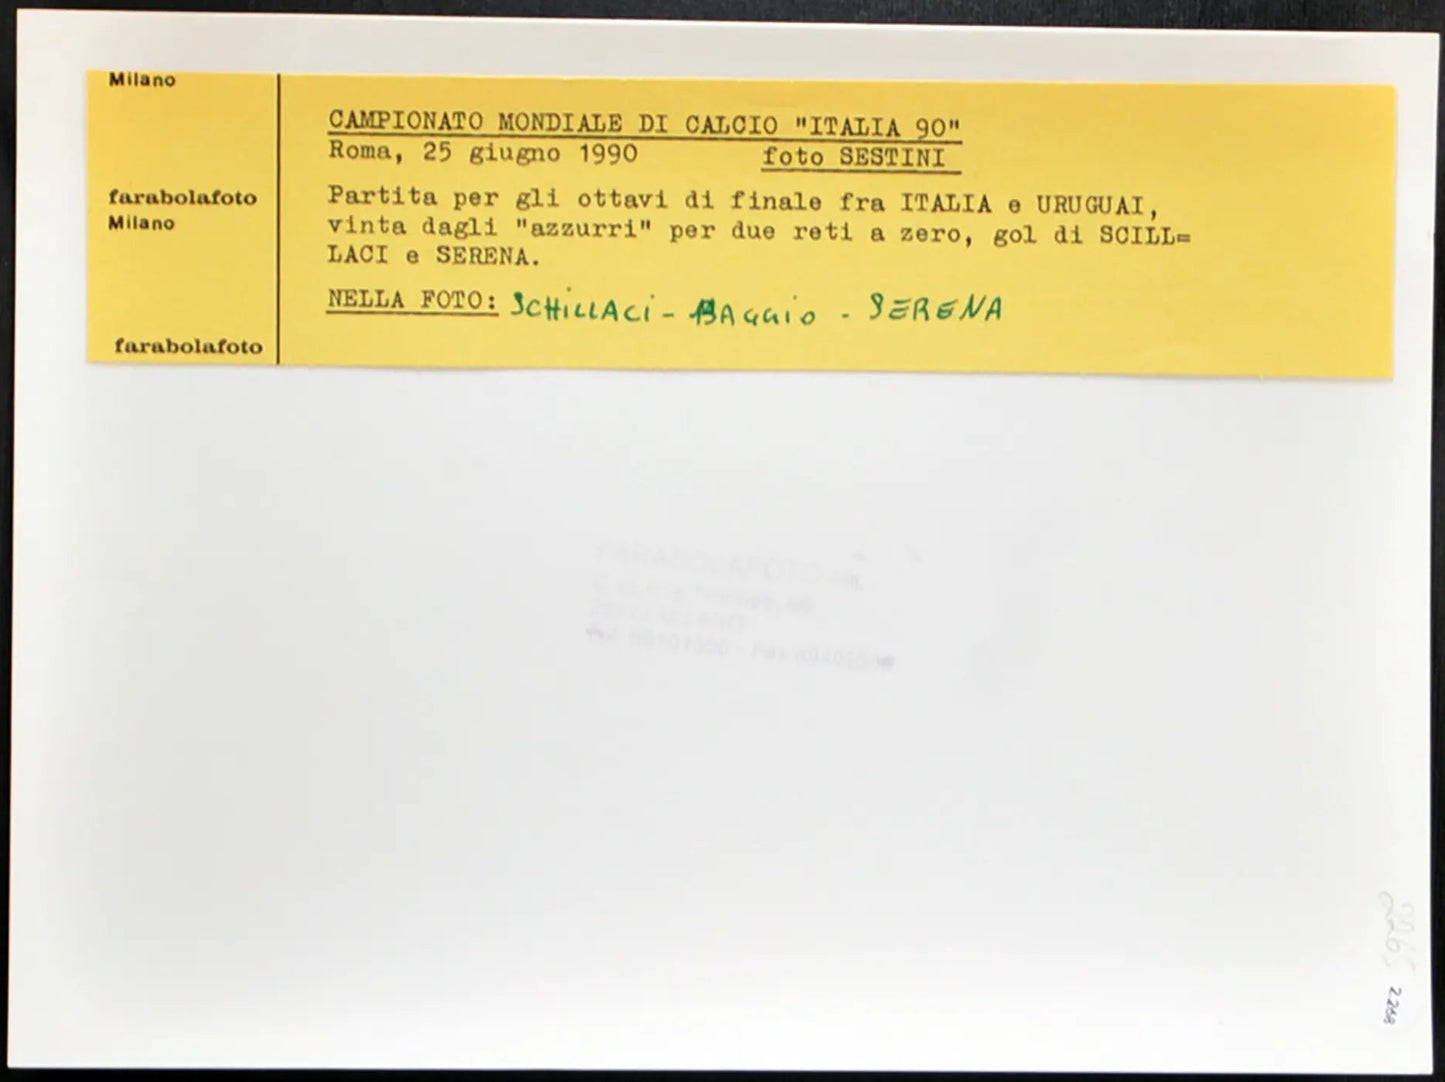 Milano
farabolafoto
Milano
farabolafoto
CAMPIONATO MONDIALE DI CALCIO "ITALIA 90"
Roma, 25 giugno 1990 foto SESTINI
Partita per gli ottavi di finale fra ITALIA e URUGUAI,
vinta dagli "azzurri" per due reti a zero, gol di SCILL=
LACI e SERENA.
NELLA FOTO: SCHiLLACi - BAGGiO - SERENA
2265
2268